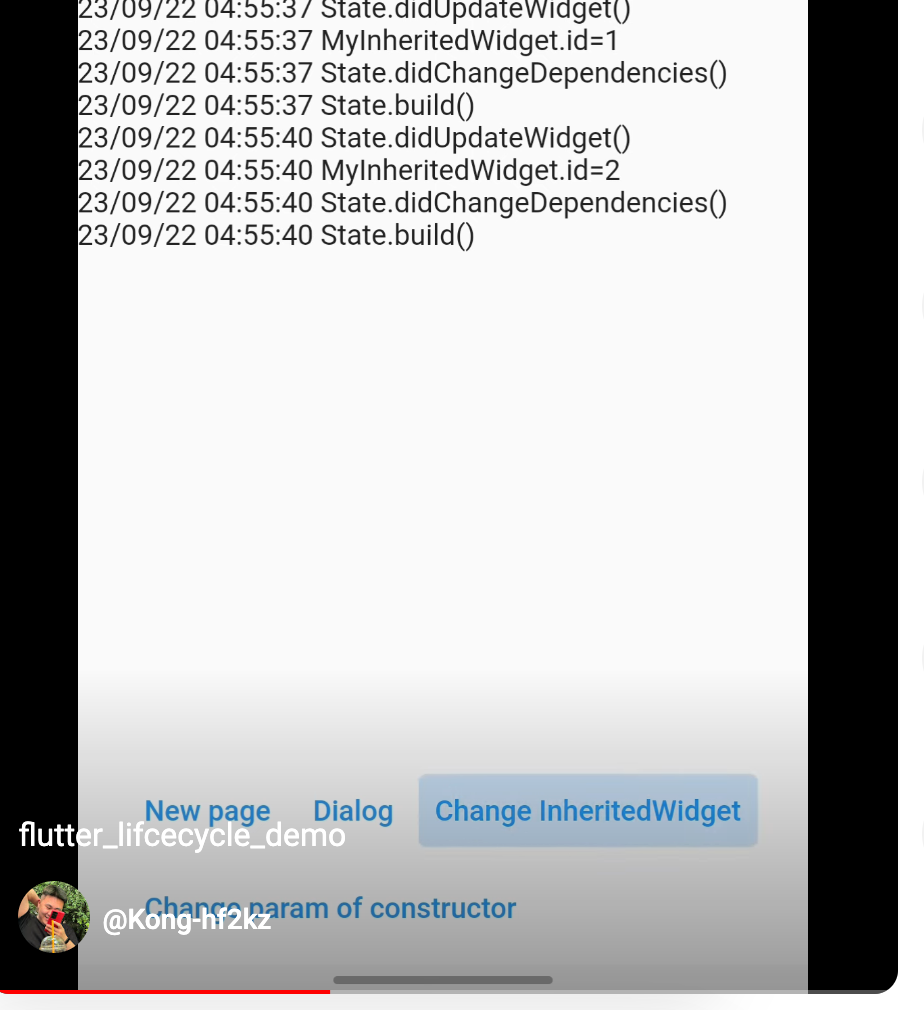 23/09/22 04:55:37 State.didUpdateWidget()
23/09/22 04:55:37 MyInheritedWidget.id=1
23/09/22 04:55:37 State.didChangeDependencies()
23/09/22 04:55:37 State.build()
23/09/22 04:55:40 State.didUpdateWidget()
23/09/22 04:55:40 MyInheritedWidget.id=2
23/09/22 04:55:40 State.didChangeDependencies()
23/09/22 04:55:40 State.build()
New page Dialog Change InheritedWidget
flutter_lifcecycle_demo
Change param of constructor
@Kong-hf2kz